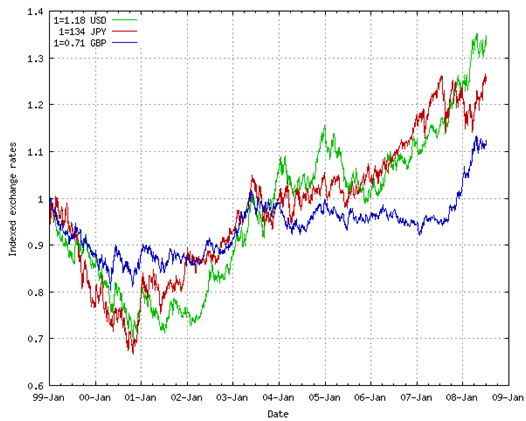 1.4
1=1.18 USD
1=134 JPY
1=0.71 GBP
1.3
1.2
1.1
1
0.9
0.8
0.7
0.6
Indexed exchange rates
99-Jan 00-Jan 01-Jan 02-Jan 03-Jan 04-Jan 05-Jan 06-Jan 07-Jan 08-Jan 09-Jan
Date